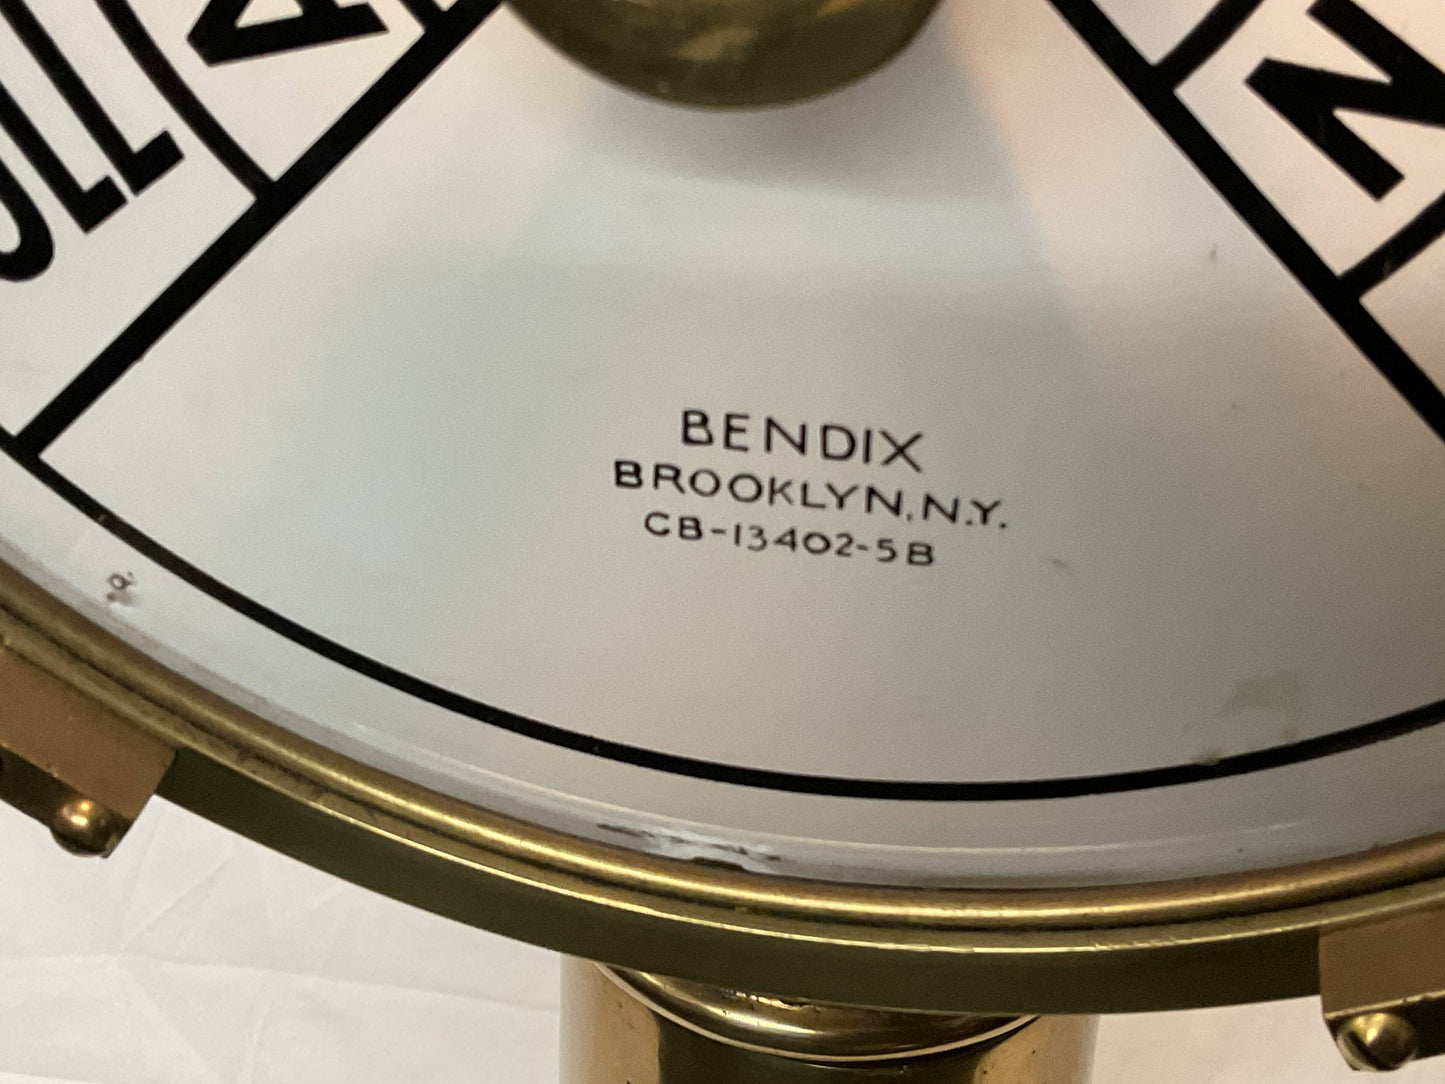 BENDIX
BROOKLYN, N.Y.
CB-13402-5B